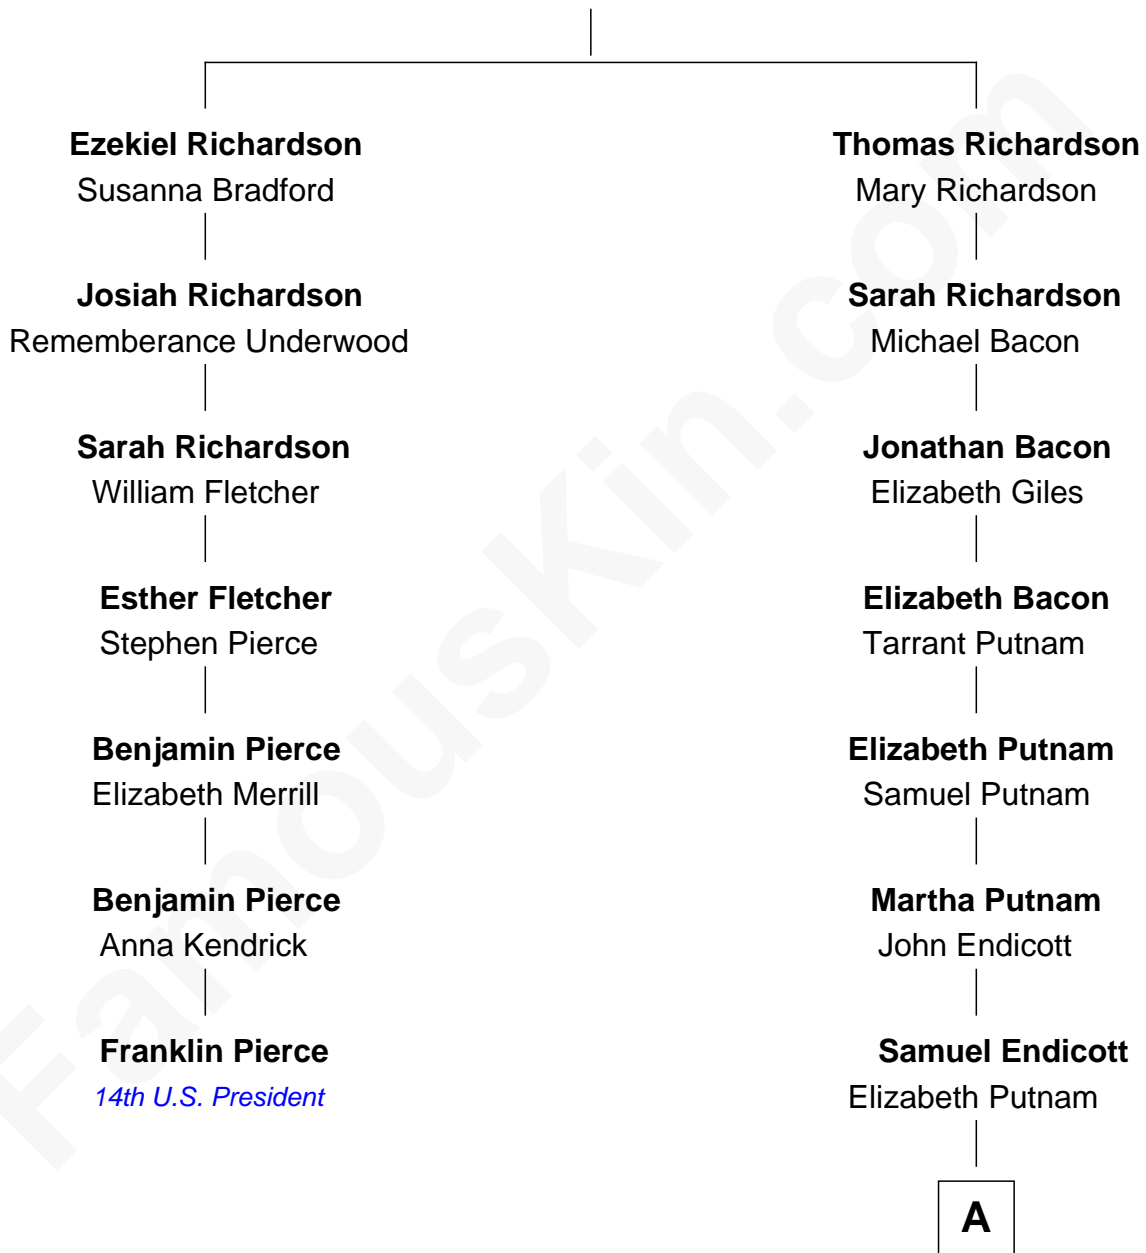 Ezekiel Richardson
Susanna Bradford
Josiah Richardson
Rememberance Underwood
Sarah Richardson
William Fletcher
Esther Fletcher
Stephen Pierce
Benjamin Pierce
Elizabeth Merrill
Benjamin Pierce
Anna Kendrick
Franklin Pierce
14th U.S. President
Thomas Richardson
Mary Richardson
Sarah Richardson
Michael Bacon
Jonathan Bacon
Elizabeth Giles
Elizabeth Bacon
Tarrant Putnam
Elizabeth Putnam
Samuel Putnam
Martha Putnam
John Endicott
Samuel Endicott
Elizabeth Putnam
A
FamousKin.com